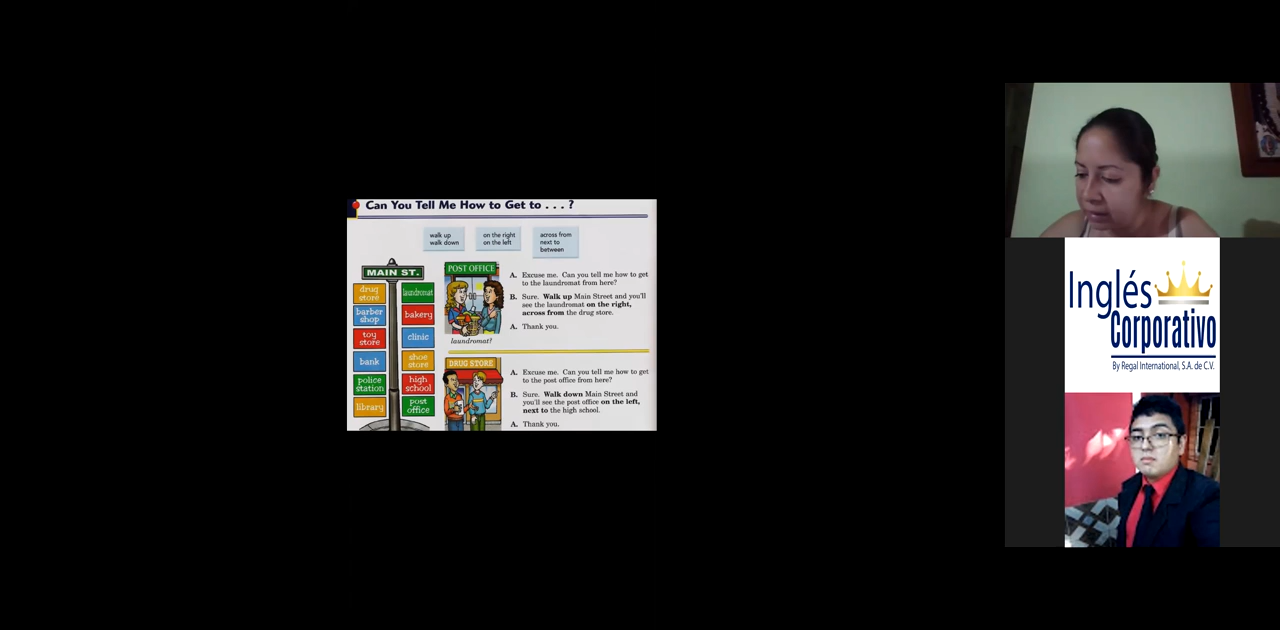 Can You Tell Me How to Get to . . . ?
walk up
walk down
on the right
on the left
across from
next to
between
MAIN ST.
drug
store
laundromat
barber
shop
bakery
toy
store
clinic
bank
shoe
store
police
station
high
school
library
post
office
POST OFFICE
laundromat?
A. Excuse me. Can you tell me how to get
to the laundromat from here?
B. Sure. Walk up Main Street and you'll
see the laundromat on the right,
across from the drug store.
A. Thank you.
DRUG STORE
A. Excuse me. Can you tell me how to get
to the post office from here?
B. Sure. Walk down Main Street and
you'll see the post office on the left,
next to the high school.
A. Thank you.
Inglés
Corporativo
By Regal International, S.A. de C.V.